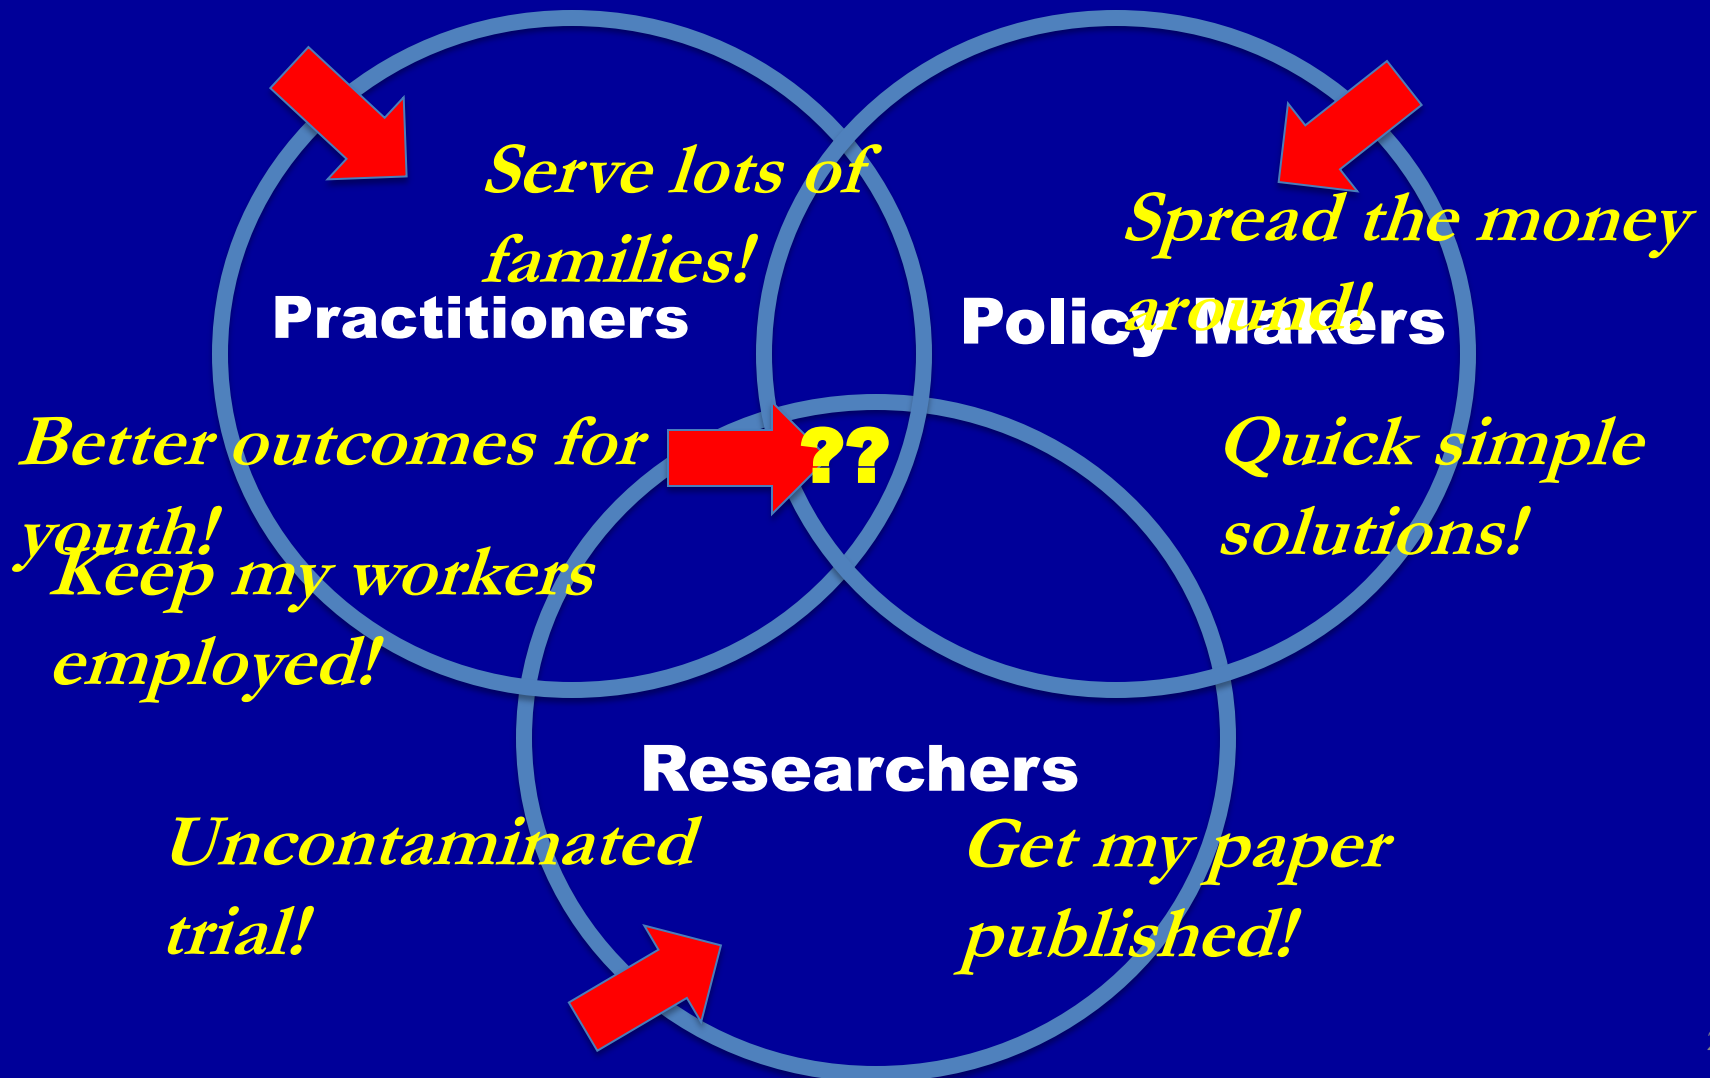 Serve lots of
families!
Practitioners
Spread the money
around!
Policy Makers
Better outcomes for
youth!
??
Quick simple
solutions!
Keep my workers
employed!
Researchers
Uncontaminated
trial!
Get my paper
published!